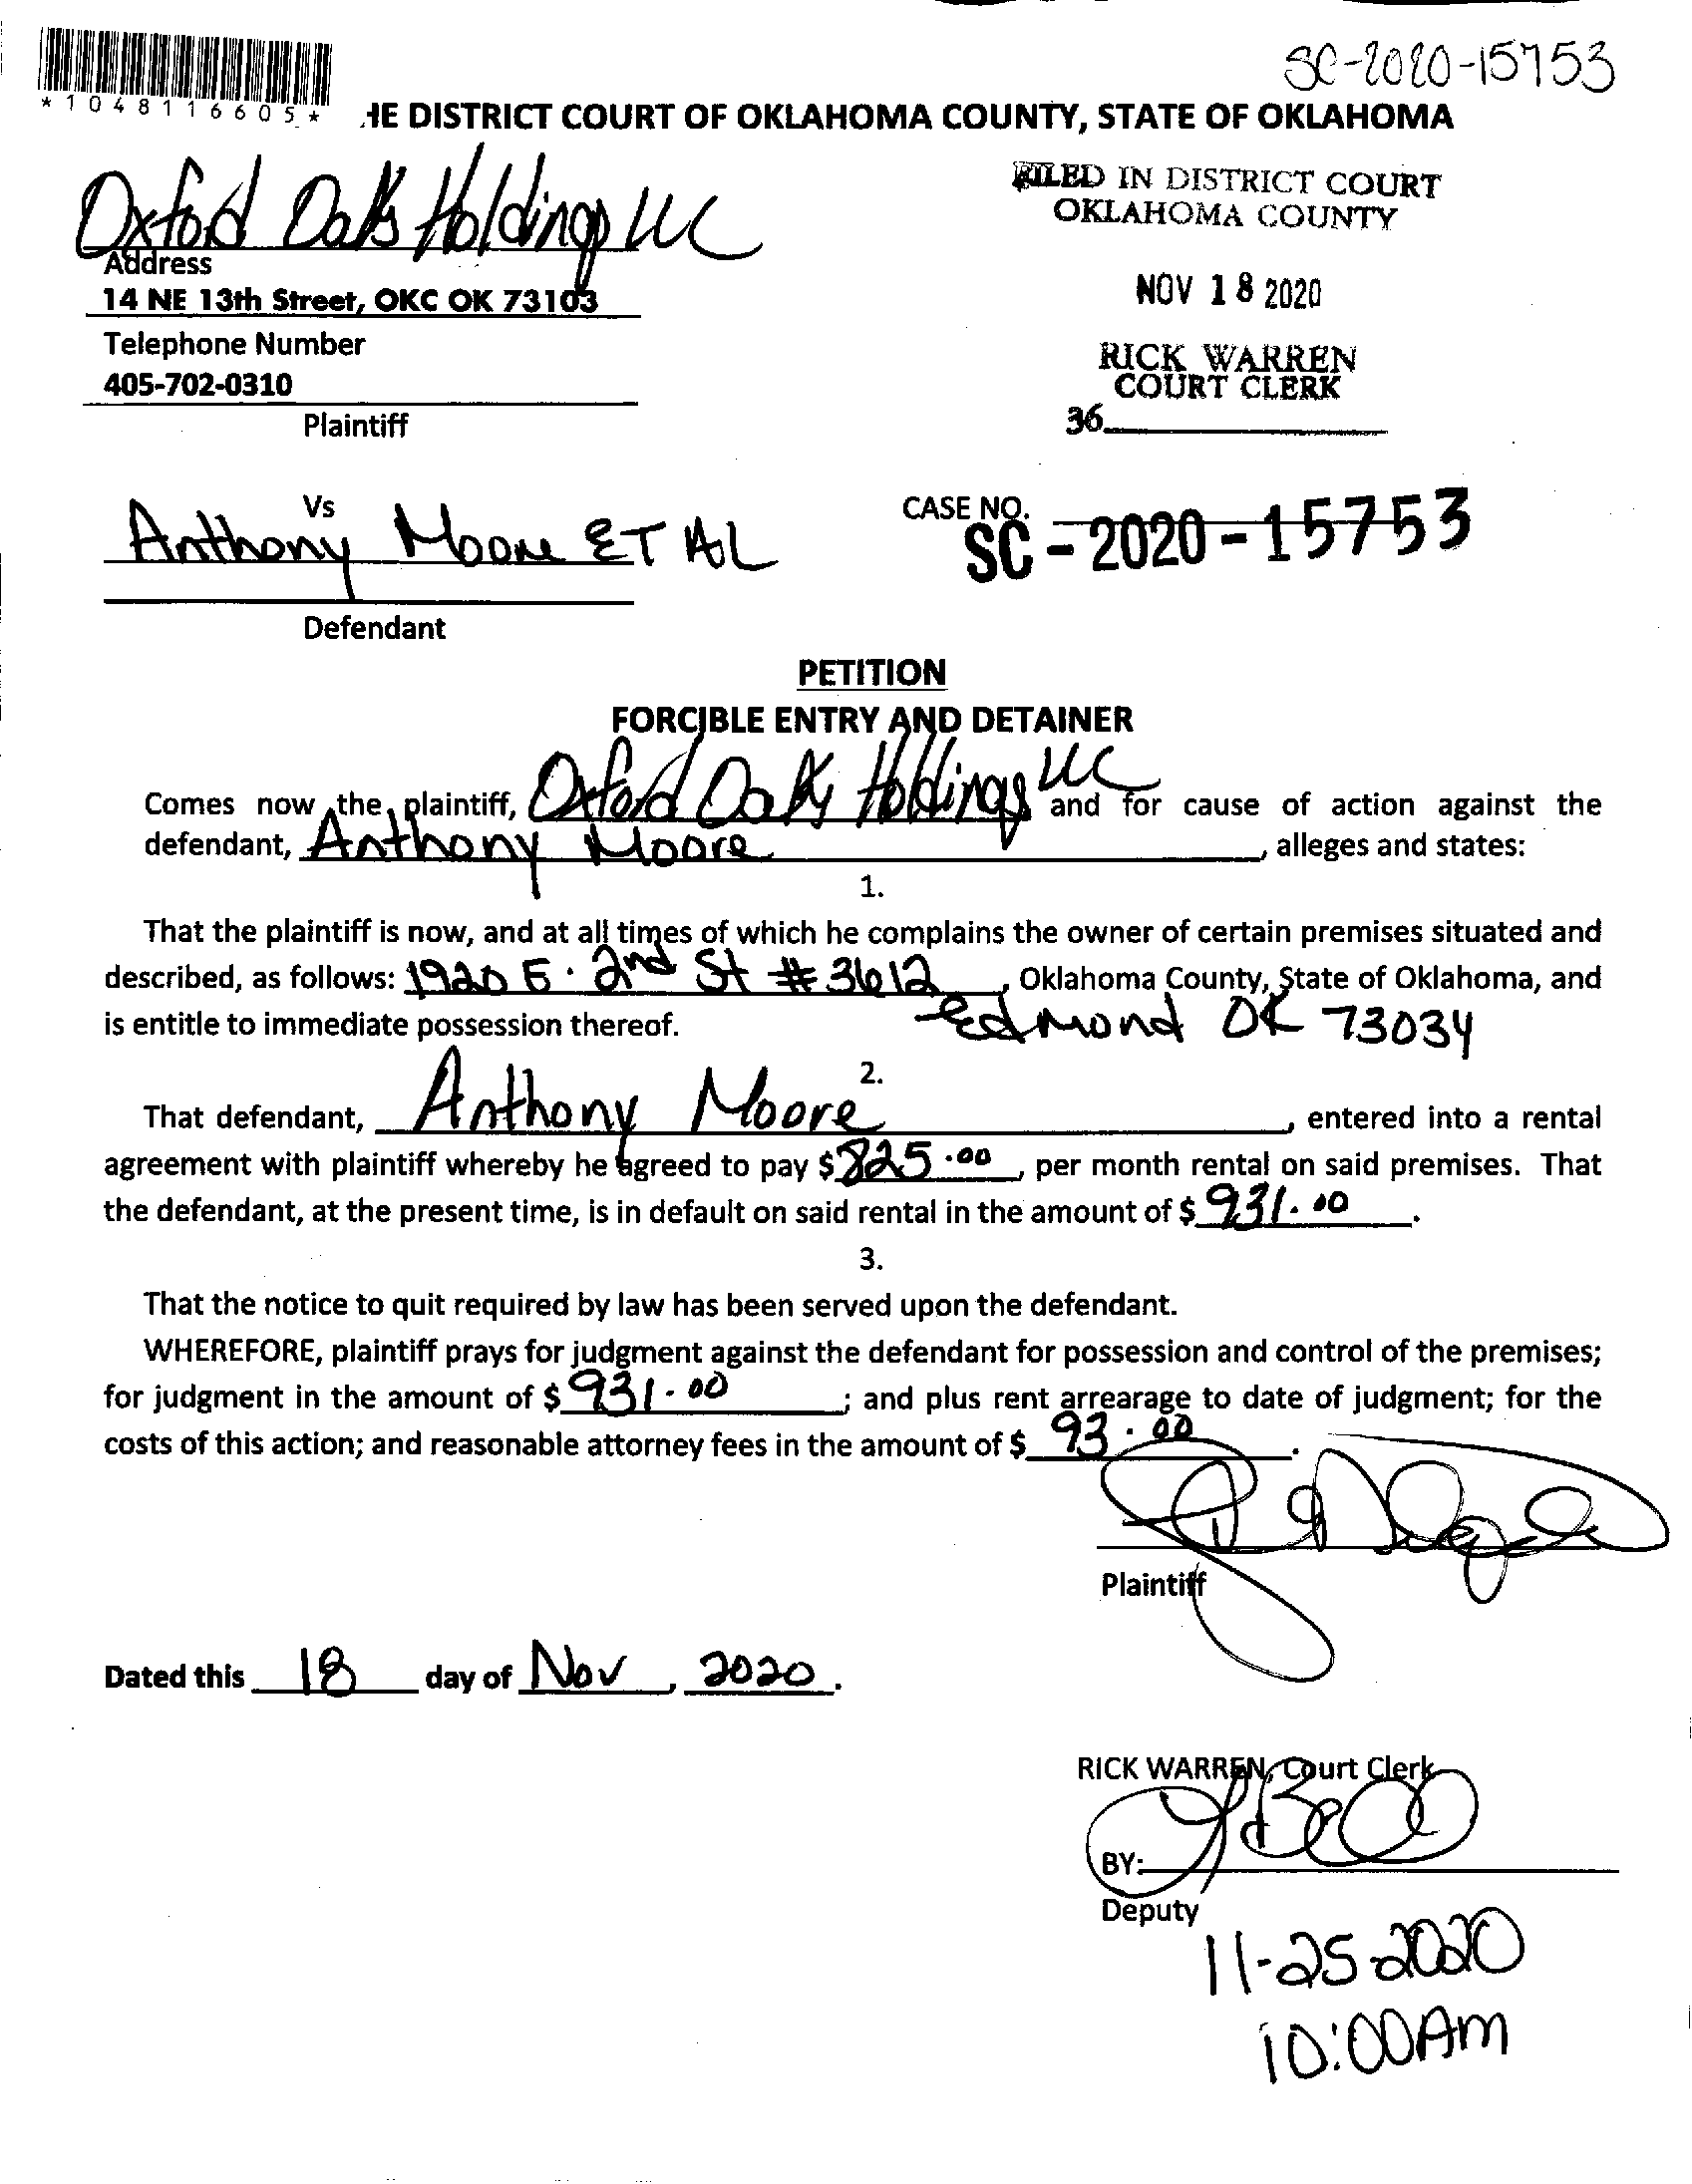 SC-2020-15753
*1048116605*
HE DISTRICT COURT OF OKLAHOMA COUNTY, STATE OF OKLAHOMA
Oxford Oaks Holdings LLC
Address
14 NE 13th Street, OKC OK 73103
Telephone Number
405-702-0310
Plaintiff
FILED IN DISTRICT COURT
OKLAHOMA COUNTY
NOV 18 2020
RICK WARREN
COURT CLERK
36
Vs
Anthony Moore ET AL
Defendant
CASE NO.
SC-2020-15753
PETITION
FORCIBLE ENTRY AND DETAINER
Comes now the plaintiff, Oxford Oaks Holdings LLC and for cause of action against the
defendant, Anthony Moore, alleges and states:
1.
That the plaintiff is now, and at all times of which he complains the owner of certain premises situated and
described, as follows: 1920 E. 2nd St # 3612, Oklahoma County, State of Oklahoma, and
is entitle to immediate possession thereof. Edmond OK 73034
2.
That defendant, Anthony Moore, entered into a rental
agreement with plaintiff whereby he agreed to pay $825.00, per month rental on said premises. That
the defendant, at the present time, is in default on said rental in the amount of $931.00.
3.
That the notice to quit required by law has been served upon the defendant.
WHEREFORE, plaintiff prays for judgment against the defendant for possession and control of the premises;
for judgment in the amount of $931.00; and plus rent arrearage to date of judgment; for the
costs of this action; and reasonable attorney fees in the amount of $93.00.
Plaintiff
Dated this 18 day of Nov, 2020.
RICK WARREN, Court Clerk
BY:
Deputy
11-25-2020
10:00AM